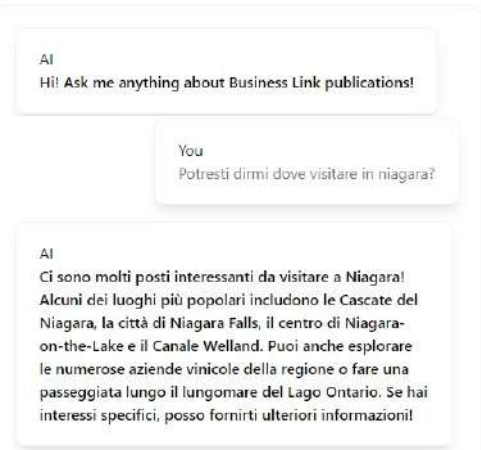 AI
Hi! Ask me anything about Business Link publications!
You
Potresti dirmi dove visitare in niagara?
AI
Ci sono molti posti interessanti da visitare a Niagara!
Alcuni dei luoghi più popolari includono le Cascate del
Niagara, la città di Niagara Falls, il centro di Niagara-
on-the-Lake e il Canale Welland. Puoi anche esplorare
le numerose aziende vinicole della regione o fare una
passeggiata lungo il lungomare del Lago Ontario. Se hai
interessi specifici, posso fornirti ulteriori informazioni!